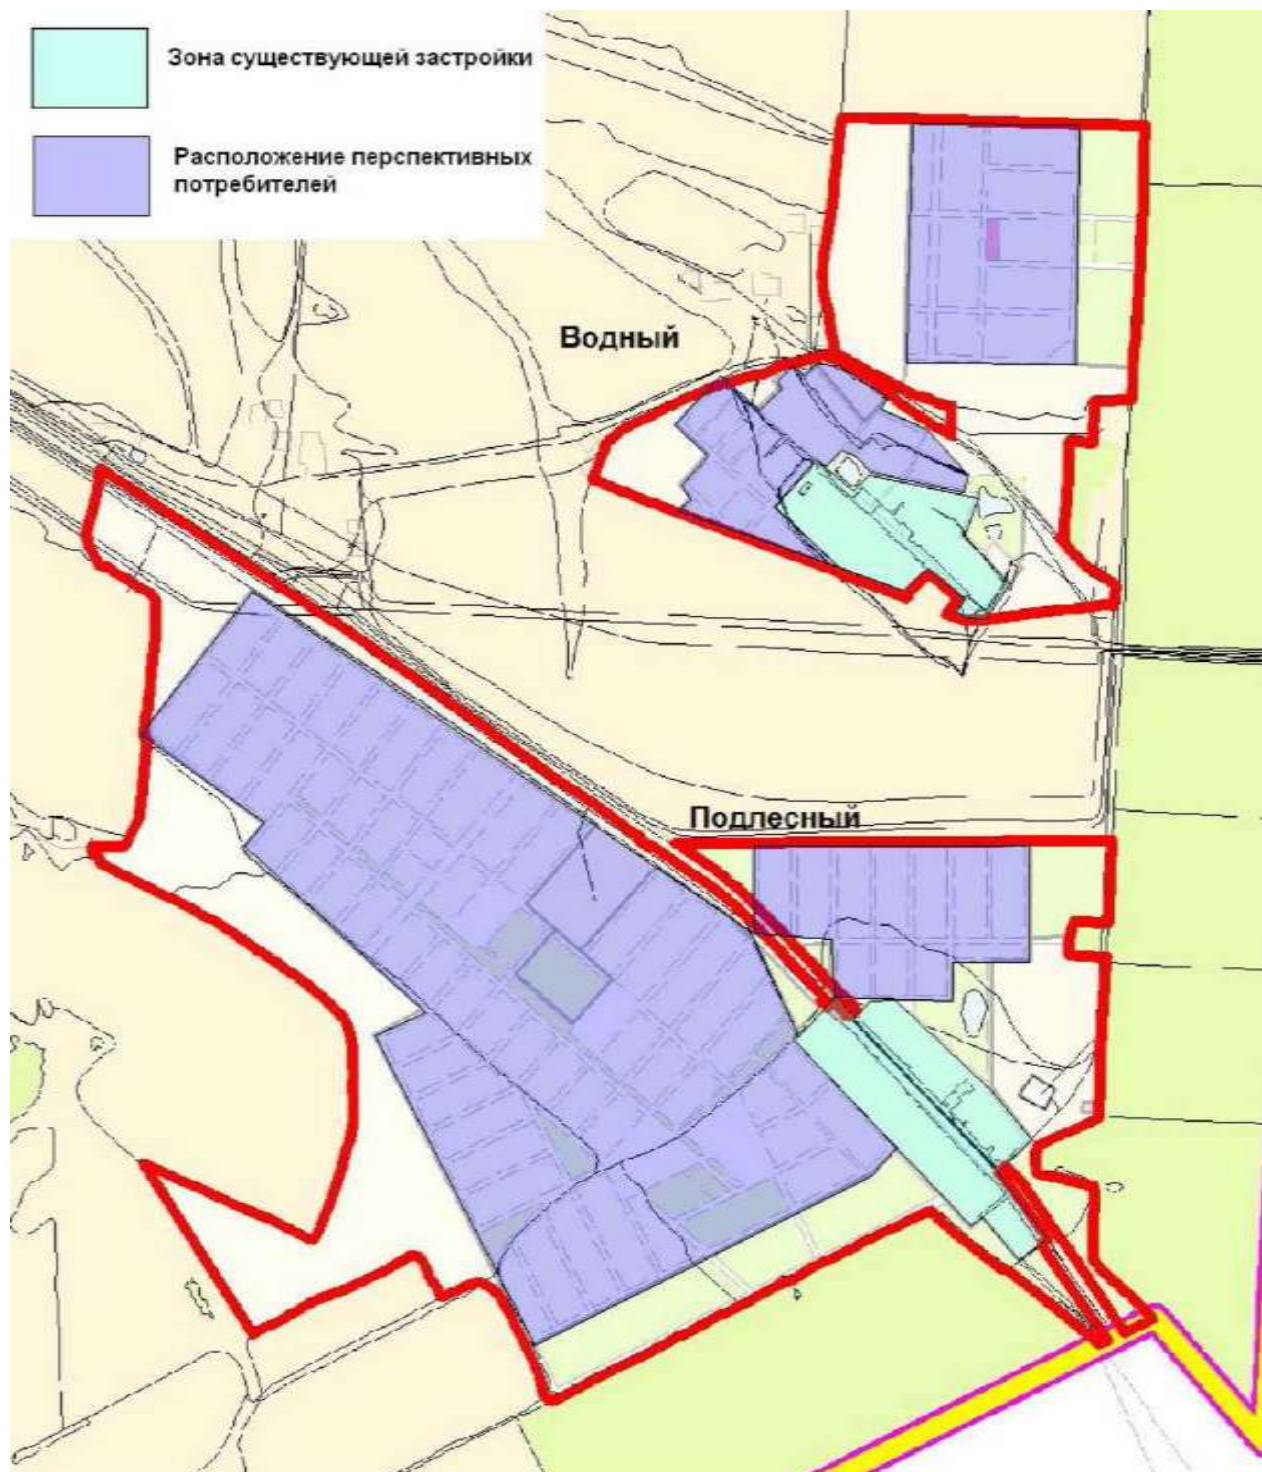 Зона существующей застройки
Расположение перспективных
потребителей
Водный
Подлесный